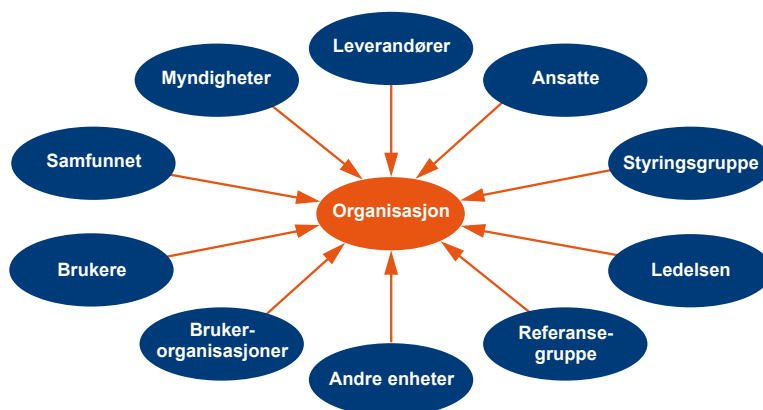 Leverandører
Myndigheter
Ansatte
Samfunnet
Styringsgruppe
Organisasjon
Brukere
Ledelsen
Bruker-
organisasjoner
Referanse-
gruppe
Andre enheter